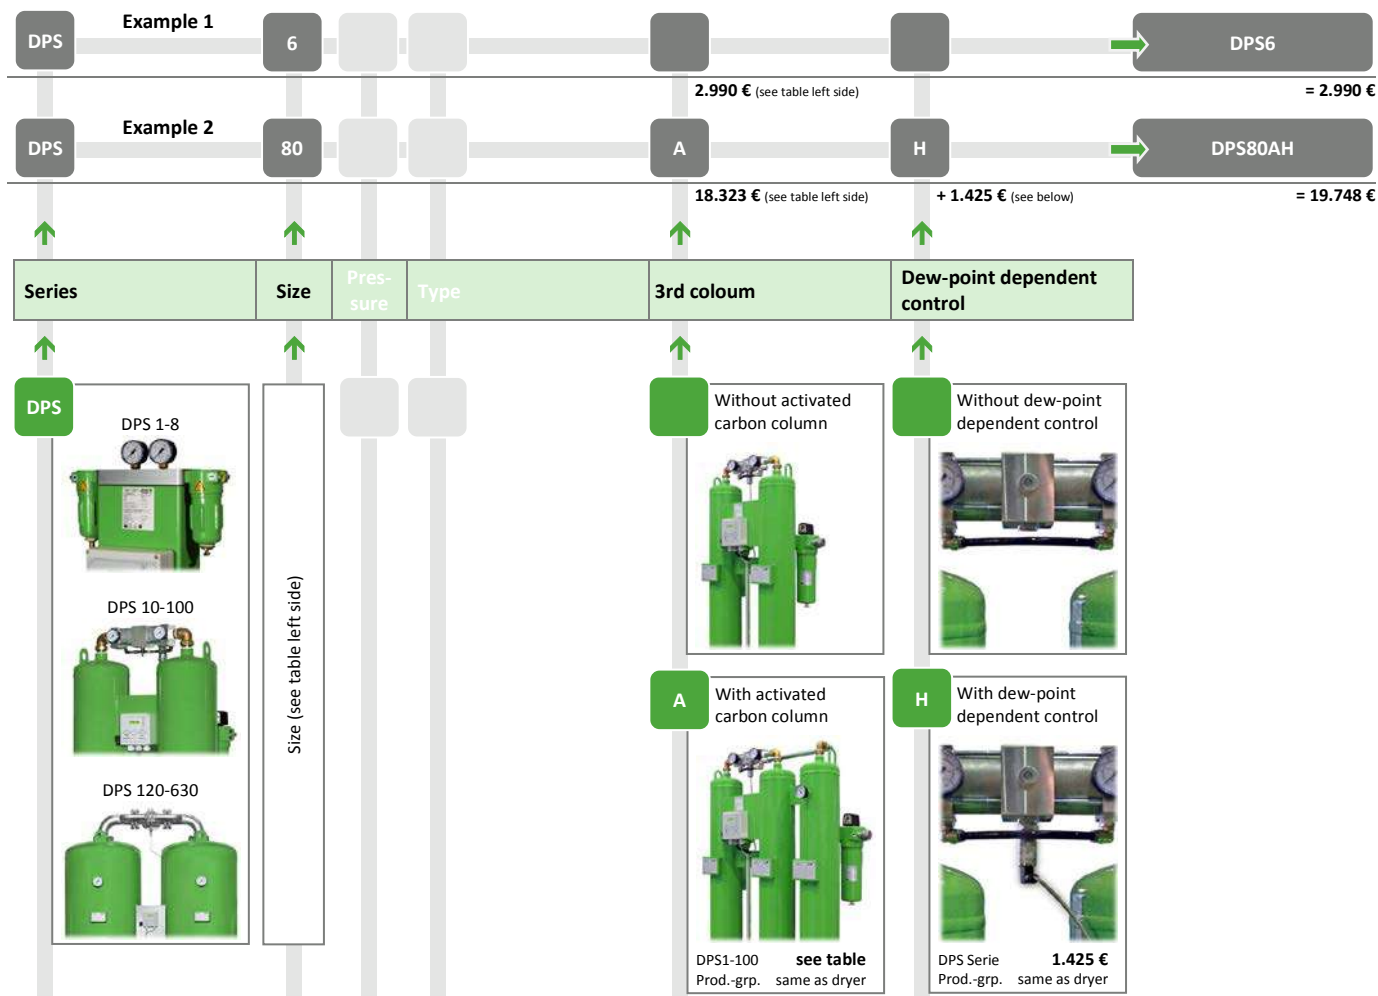 Example 1
DPS
6
DPS6
2.990 € (see table left side)
= 2.990 €
Example 2
DPS
80
A
H
DPS80AH
18.323 € (see table left side)
+ 1.425 € (see below)
= 19.748 €
Series
Size
Pres-
sure
Type
3rd coloum
Dew-point dependent
control
DPS
DPS 1-8
DPS 10-100
DPS 120-630
Size (see table left side)
Without activated
carbon column
Without dew-point
dependent control
A
With activated
carbon column
DPS1-100 see table
Prod.-grp. same as dryer
H
With dew-point
dependent control
DPS Serie 1.425 €
Prod.-grp. same as dryer